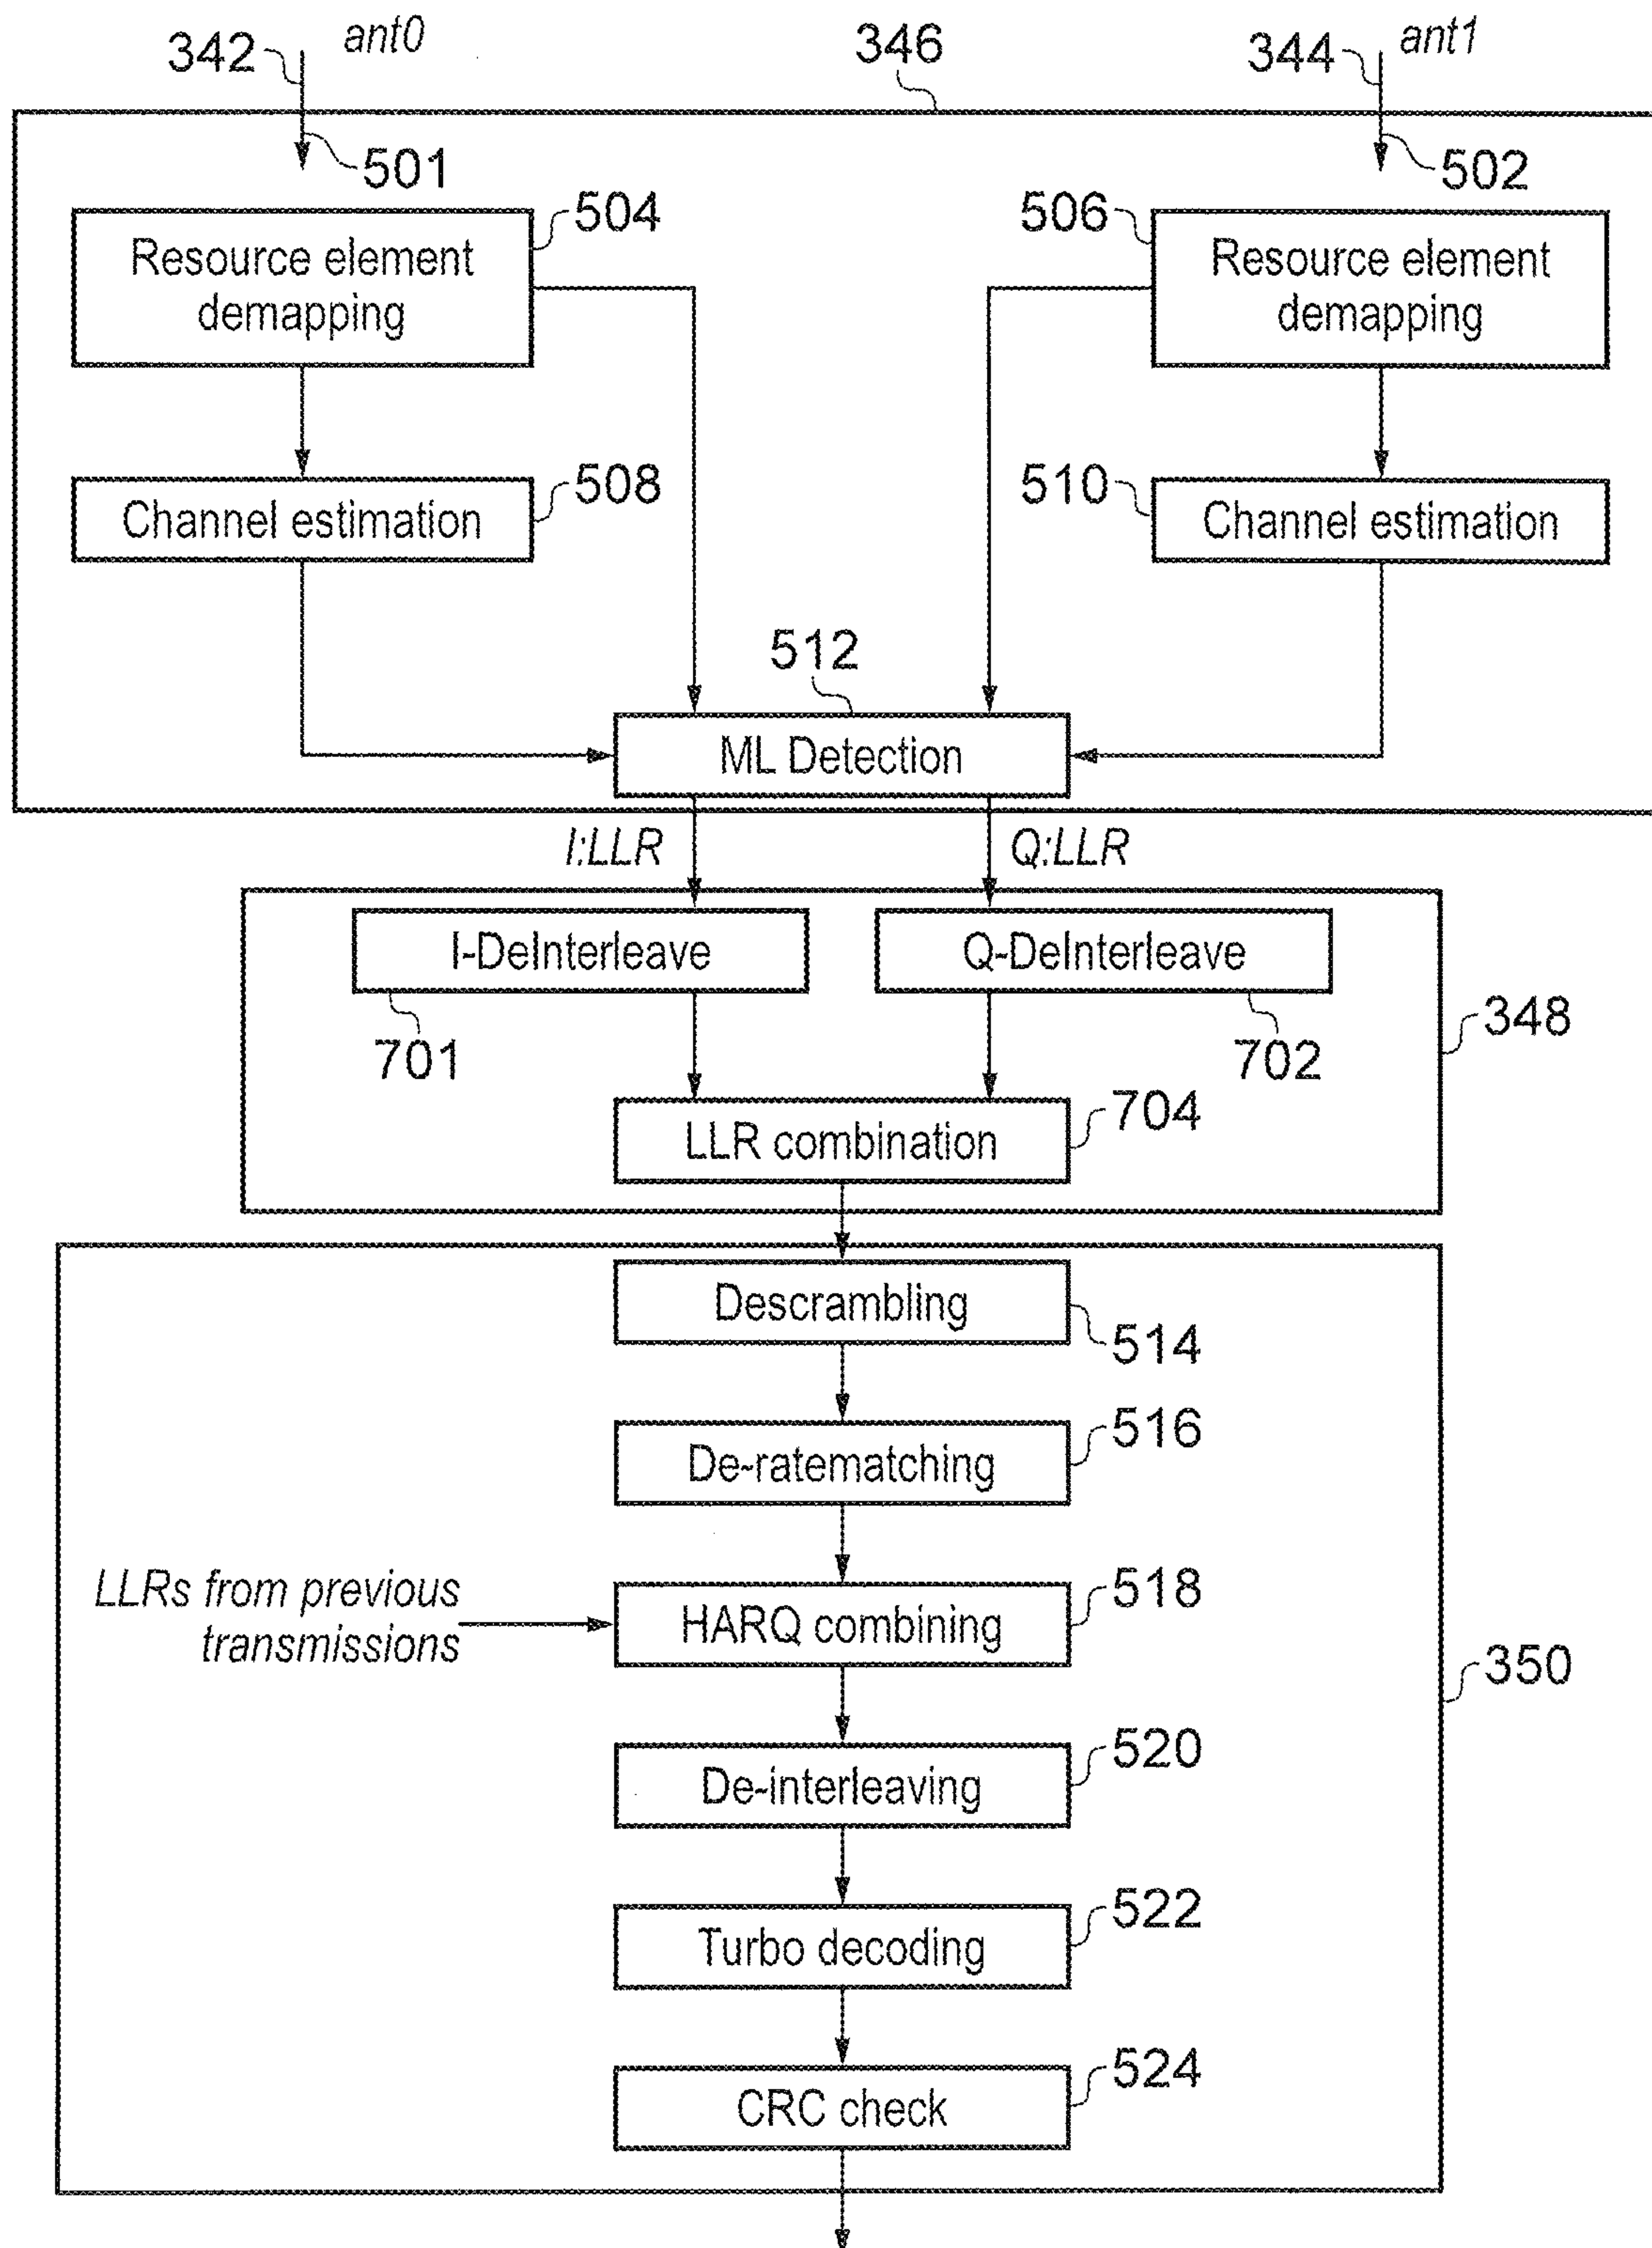 342
ant0
346
344
ant1
501
502
504
Resource element
demapping
506
Resource element
demapping
508
Channel estimation
510
Channel estimation
512
ML Detection
I:LLR
Q:LLR
I-DeInterleave
Q-DeInterleave
701
702
348
704
LLR combination
Descrambling
514
De-ratematching
516
LLRs from previous
transmissions
HARQ combining
518
350
De-interleaving
520
Turbo decoding
522
CRC check
524